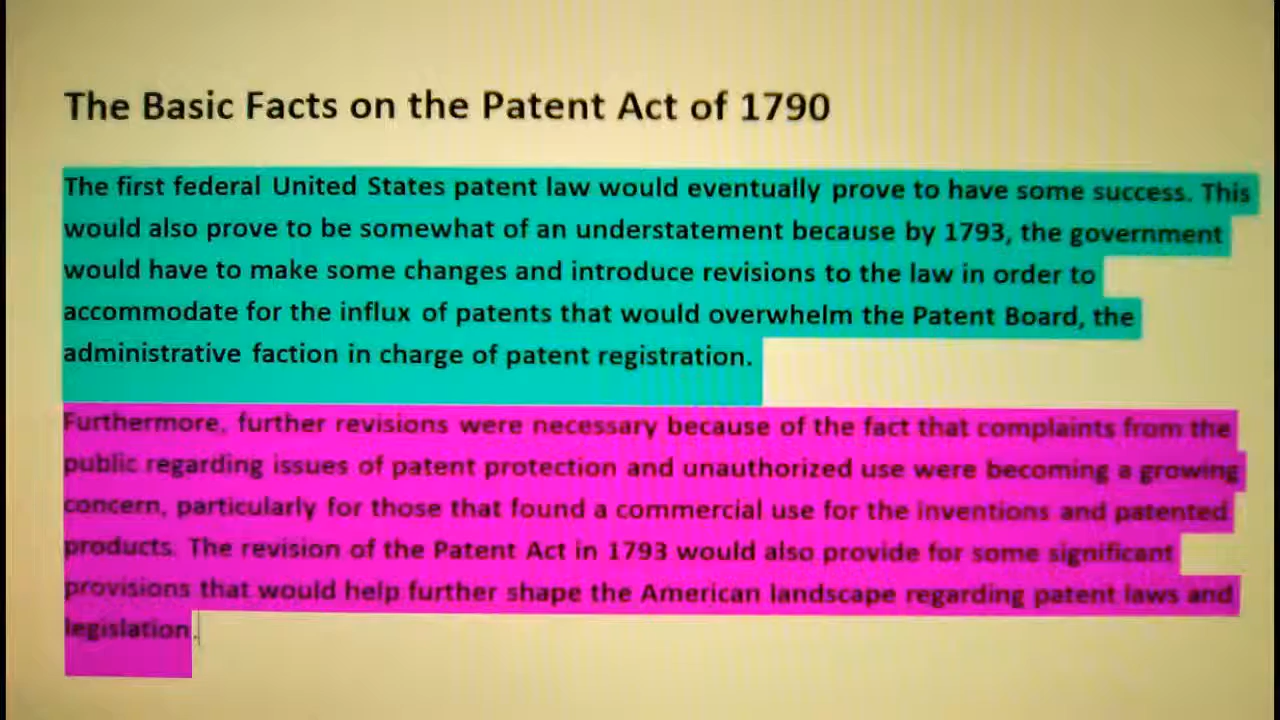 The Basic Facts on the Patent Act of 1790
The first federal United States patent law would eventually prove to have some success. This
would also prove to be somewhat of an understatement because by 1793, the government
would have to make some changes and introduce revisions to the law in order to
accommodate for the influx of patents that would overwhelm the Patent Board, the
administrative faction in charge of patent registration.
Furthermore, further revisions were necessary because of the fact that complaints from the
public regarding issues of patent protection and unauthorized use were becoming a growing
concern, particularly for those that found a commercial use for the inventions and patented
products. The revision of the Patent Act in 1793 would also provide for some significant
provisions that would help further shape the American landscape regarding patent laws and
legislation.